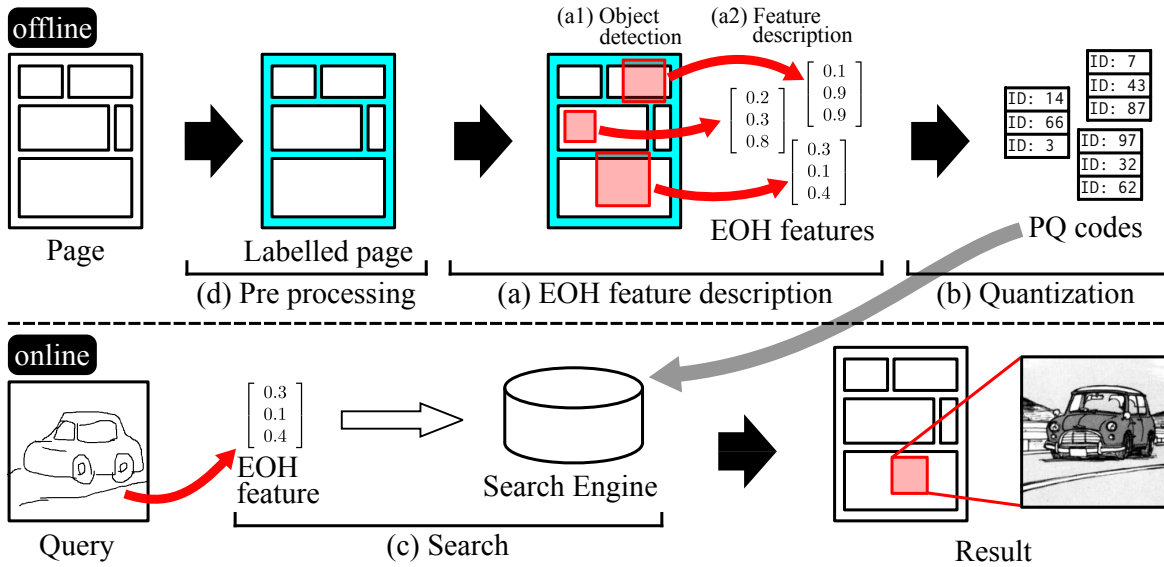 offline
(a1) Object
detection
(a2) Feature
description
0.1
0.9
0.9
0.2
0.3
0.8
0.3
0.1
0.4
ID: 14
ID: 66
ID: 3
ID: 7
ID: 43
ID: 87
ID: 97
ID: 32
ID: 62
Page
Labelled page
EOH features
PQ codes
(d) Pre processing
(a) EOH feature description
(b) Quantization
online
0.3
0.1
0.4
EOH
feature
Search Engine
Query
(c) Search
Result